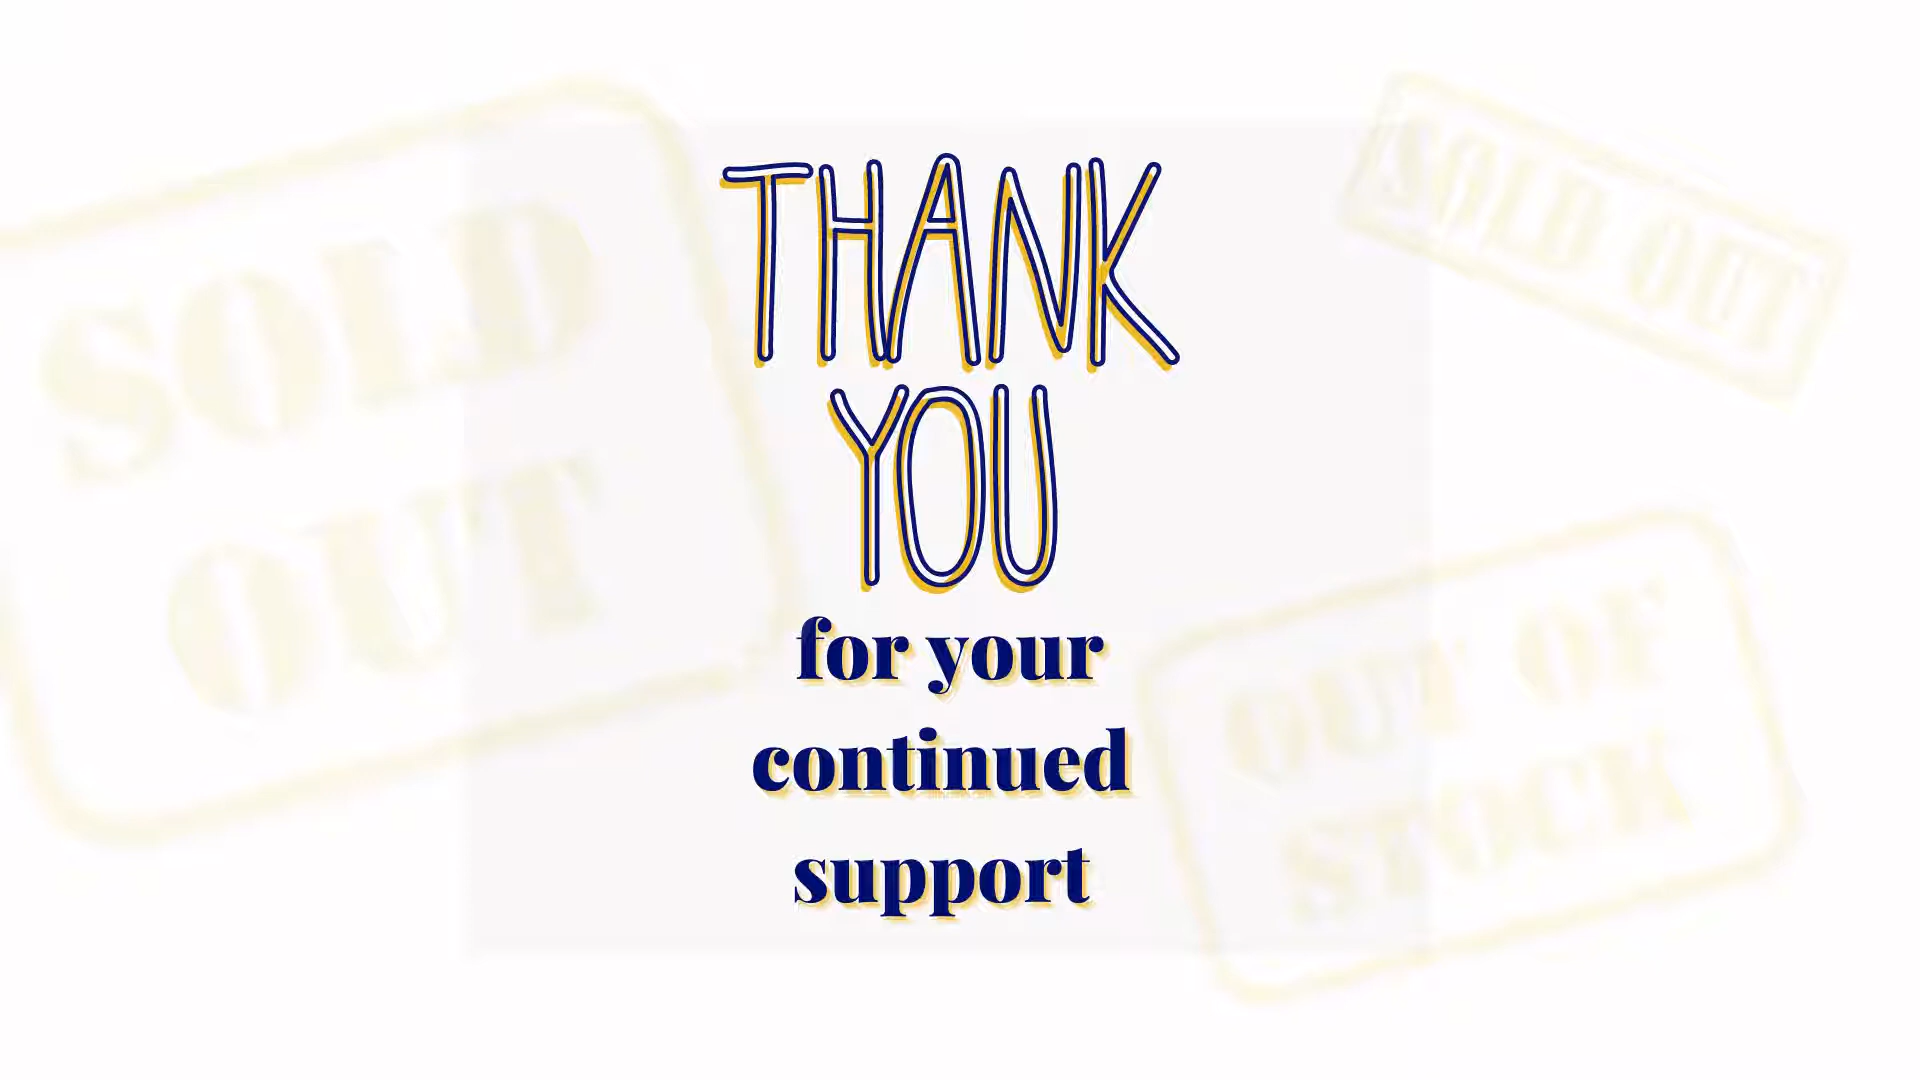 SOLD
OUT
SOLD OUT
THANK
YOU
for your
continued
support
OUT OF
STOCK